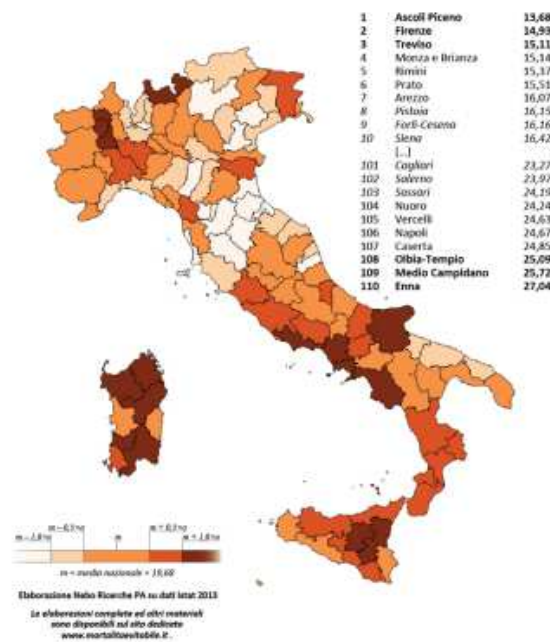 1 Ascoli Piceno 13,68
2 Firenze 14,93
3 Treviso 15,11
4 Monza e Brianza 15,14
5 Rimini 15,37
6 Prato 15,51
7 Arezzo 16,07
8 Pistoia 16,15
9 Forlì-Cesena 16,16
10 Siena 16,42
[...]
101 Cagliari 23,27
102 Salerno 23,97
103 Sassari 24,19
104 Nuoro 24,24
105 Vercelli 24,63
106 Napoli 24,67
107 Caserta 24,85
108 Olbia-Tempio 25,09
109 Medio Campidano 25,72
110 Enna 27,04
m = media nazionale = 19,68
Elaborazione Nebo Ricerche PA su dati Istat 2013
Le elaborazioni complete ed altri materiali
sono disponibili sul sito dedicato
www.mortalitaevitabile.it.